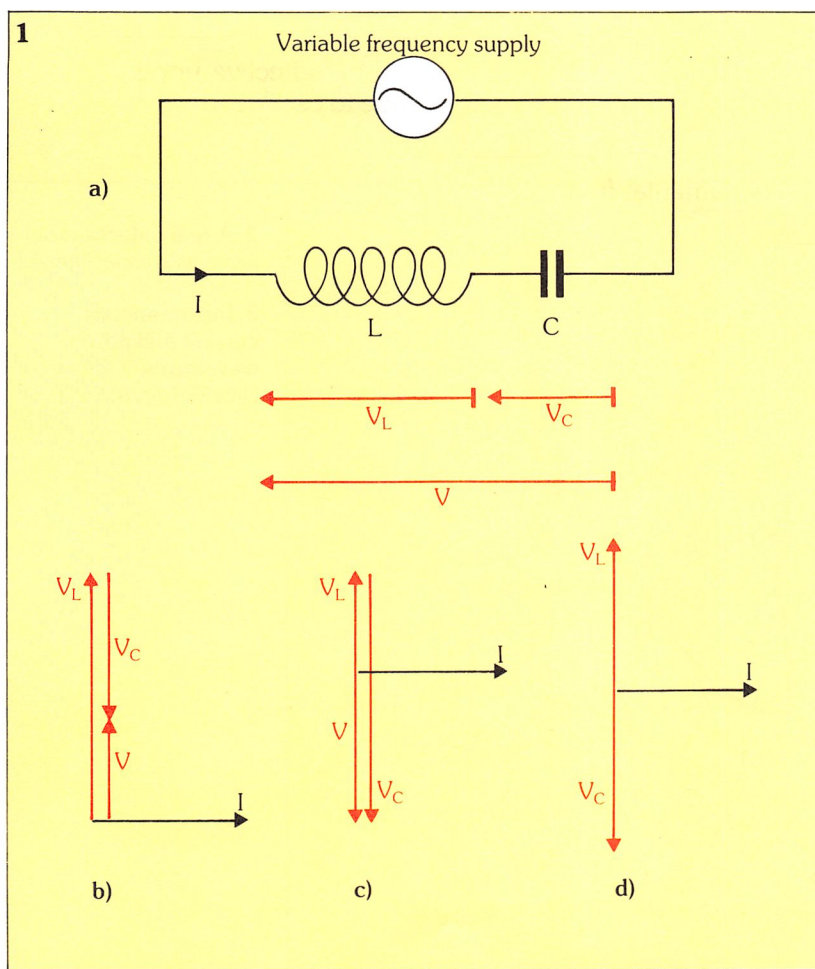 1
Variable frequency supply
a)
I
L
C
V_L
V_C
V
V_L
V_C
V
I
b)
V_L
V
V_C
I
c)
V_L
V_C
I
d)